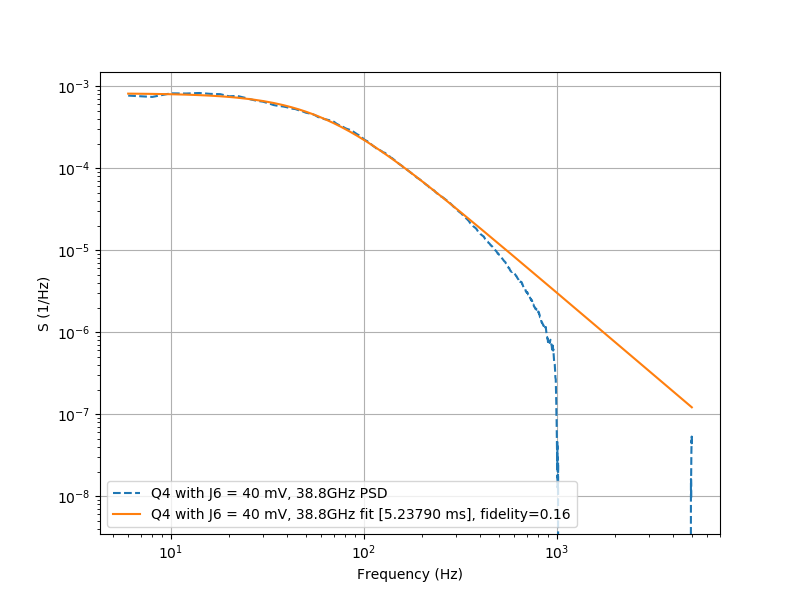 10⁻³
10⁻⁴
10⁻⁵
10⁻⁶
10⁻⁷
10⁻⁸
S (1/Hz)
Q4 with J6 = 40 mV, 38.8GHz PSD
Q4 with J6 = 40 mV, 38.8GHz fit [5.23790 ms], fidelity=0.16
10¹ 10² 10³
Frequency (Hz)